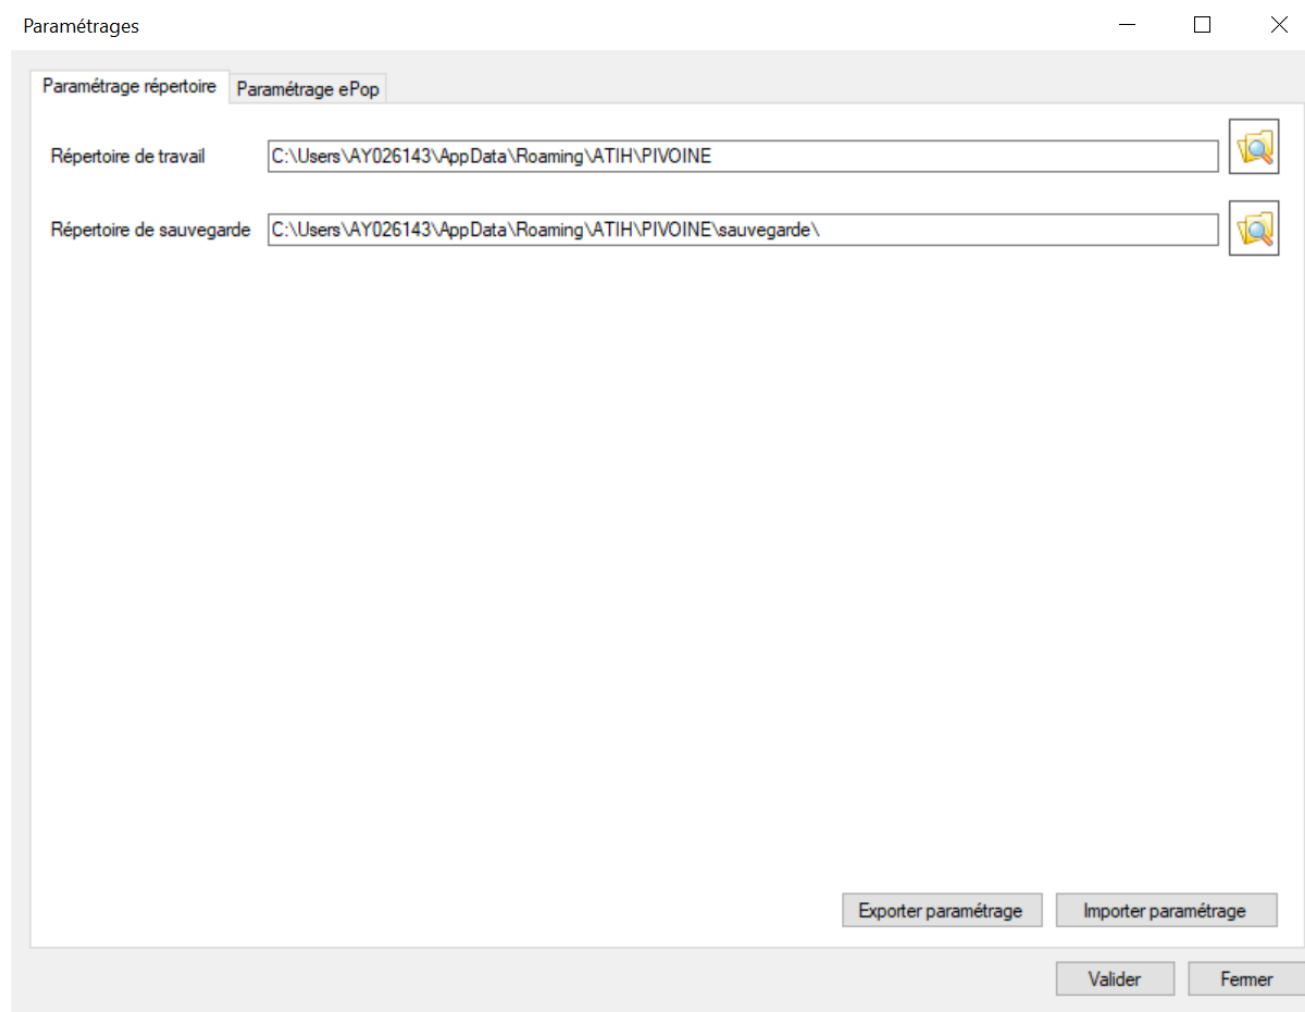 Paramétrages
Paramétrage répertoire Paramétrage ePop
Répertoire de travail C:\Users\AY026143\AppData\Roaming\ATIH\PIVOINE
Répertoire de sauvegarde C:\Users\AY026143\AppData\Roaming\ATIH\PIVOINE\sauvegarde\
Exporter paramétrage Importer paramétrage
Valider Fermer